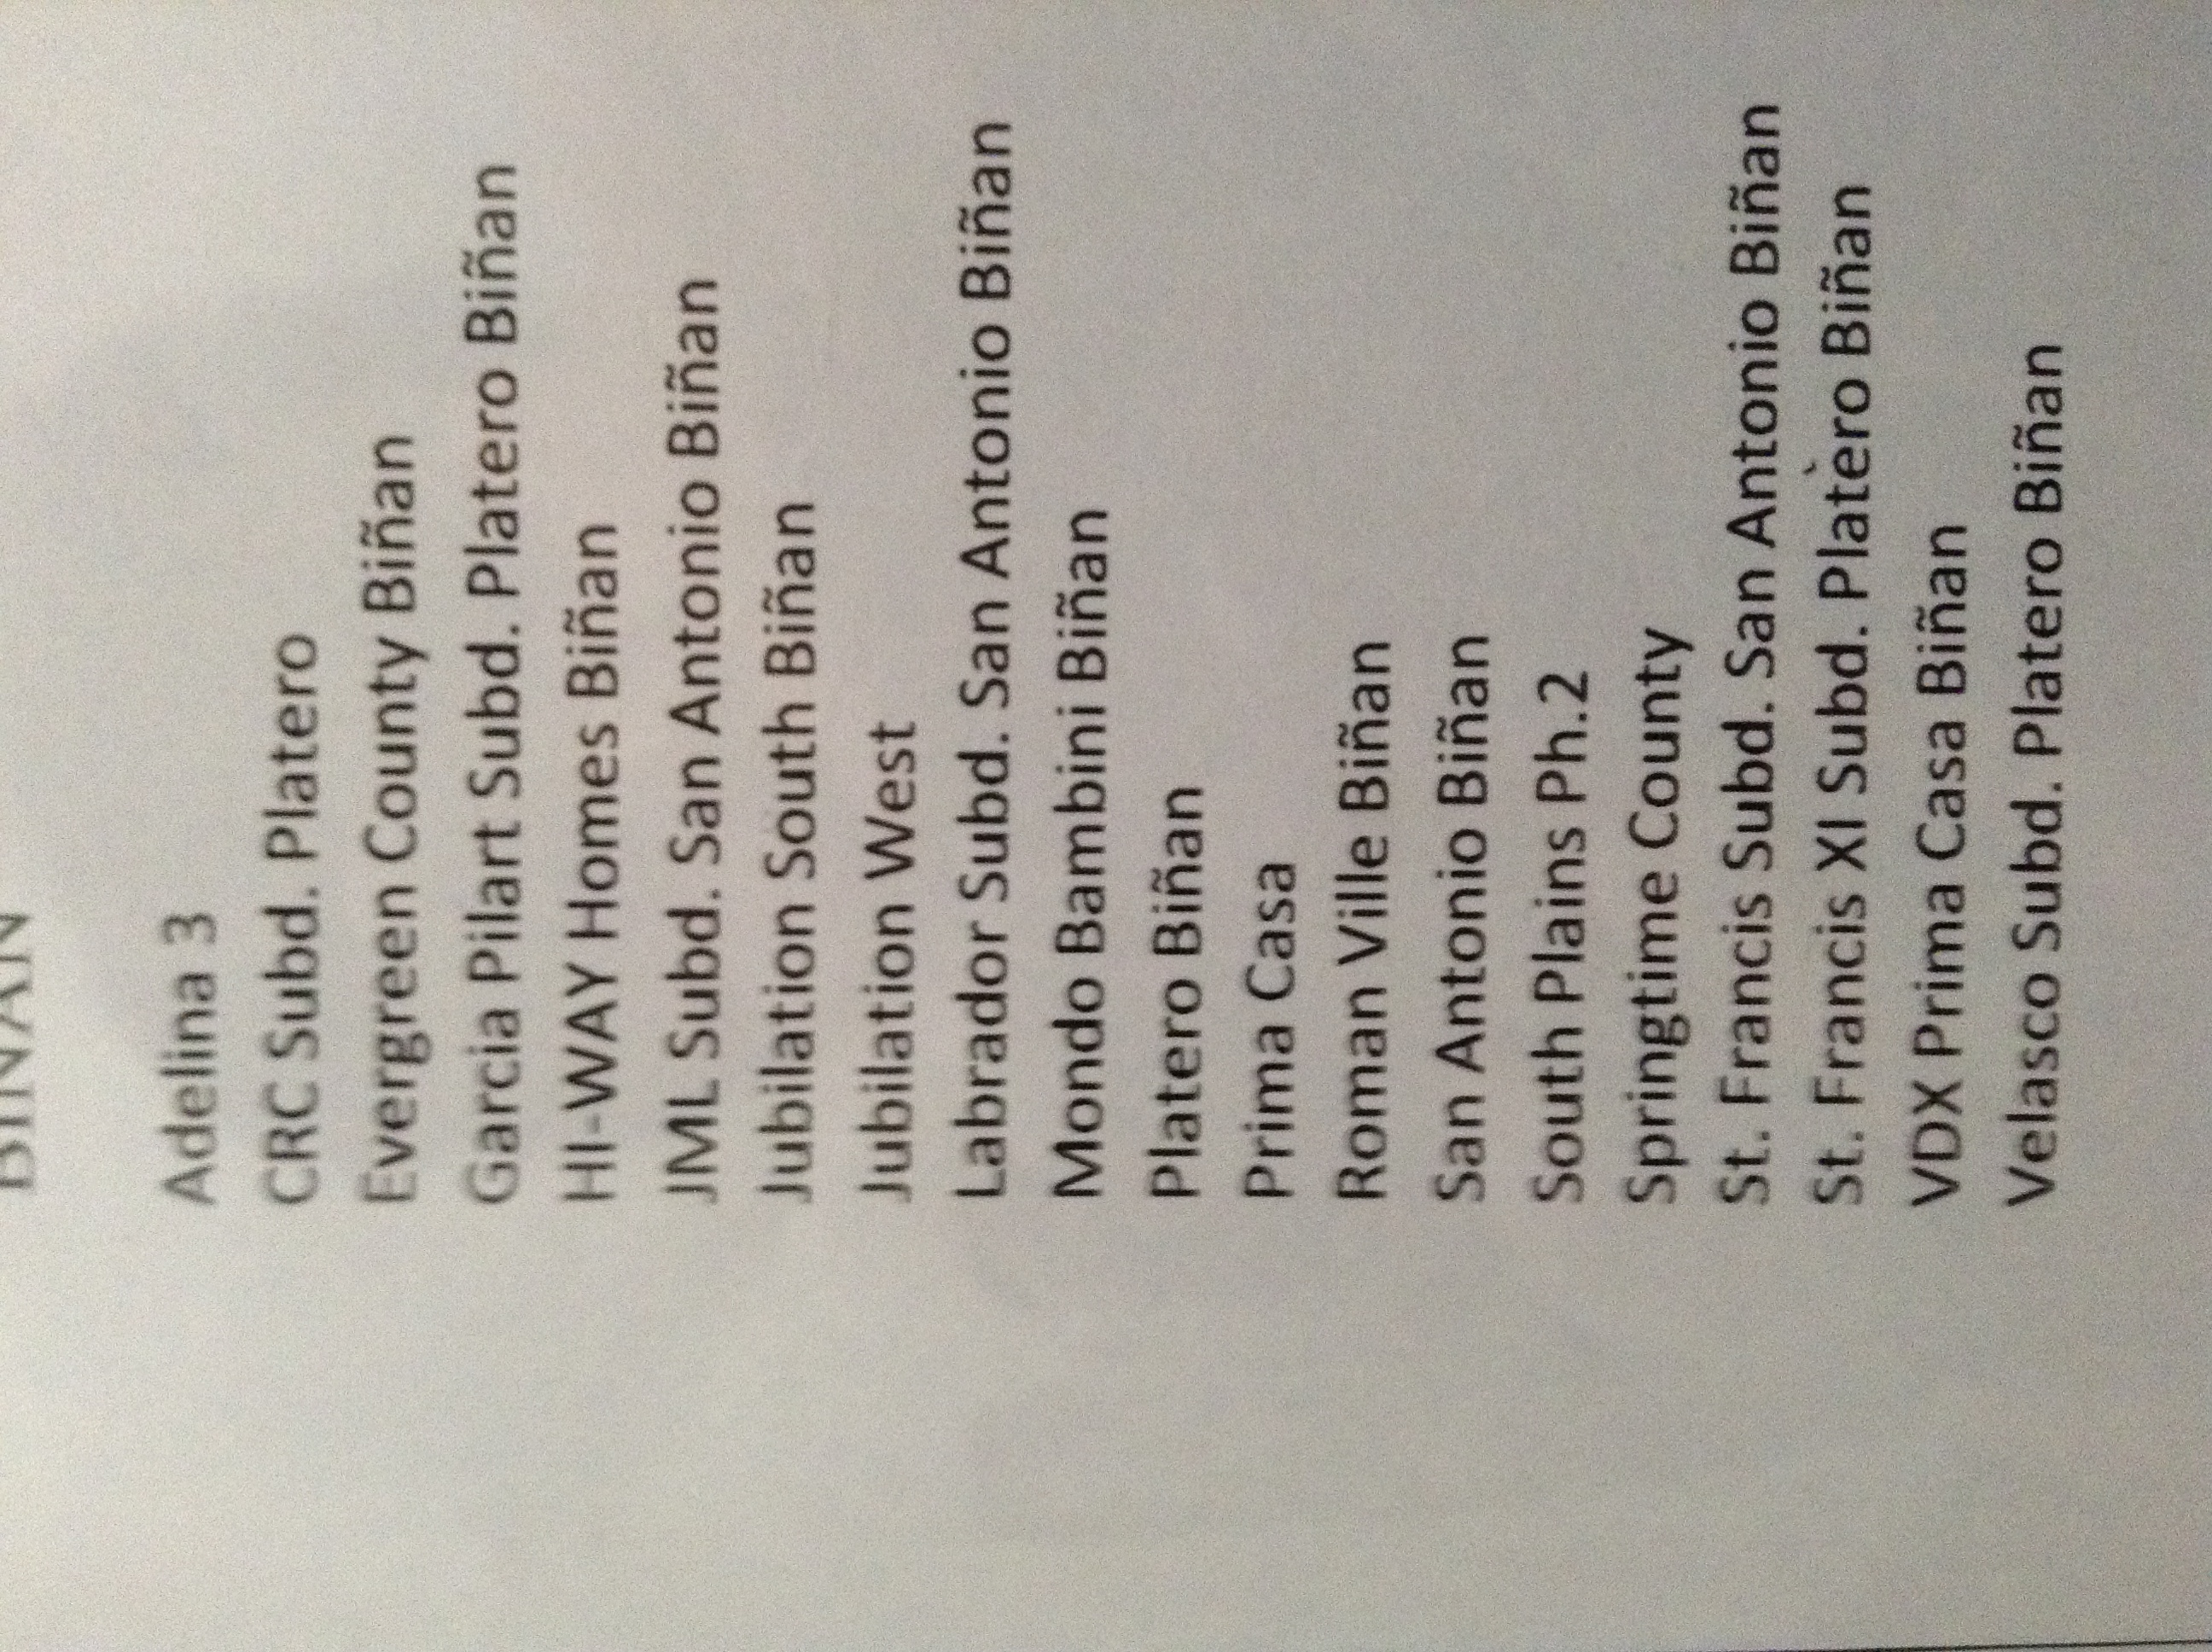 BIÑAN
Adelina 3
CRC Subd. Platero
Evergreen County Biñan
Garcia Pilart Subd. Platero Biñan
HI-WAY Homes Biñan
JML Subd. San Antonio Biñan
Jubilation South Biñan
Jubilation West
Labrador Subd. San Antonio Biñan
Mondo Bambini Biñan
Platero Biñan
Prima Casa
Roman Ville Biñan
San Antonio Biñan
South Plains Ph.2
Springtime County
St. Francis Subd. San Antonio Biñan
St. Francis XI Subd. Platero Biñan
VDX Prima Casa Biñan
Velasco Subd. Platero Biñan